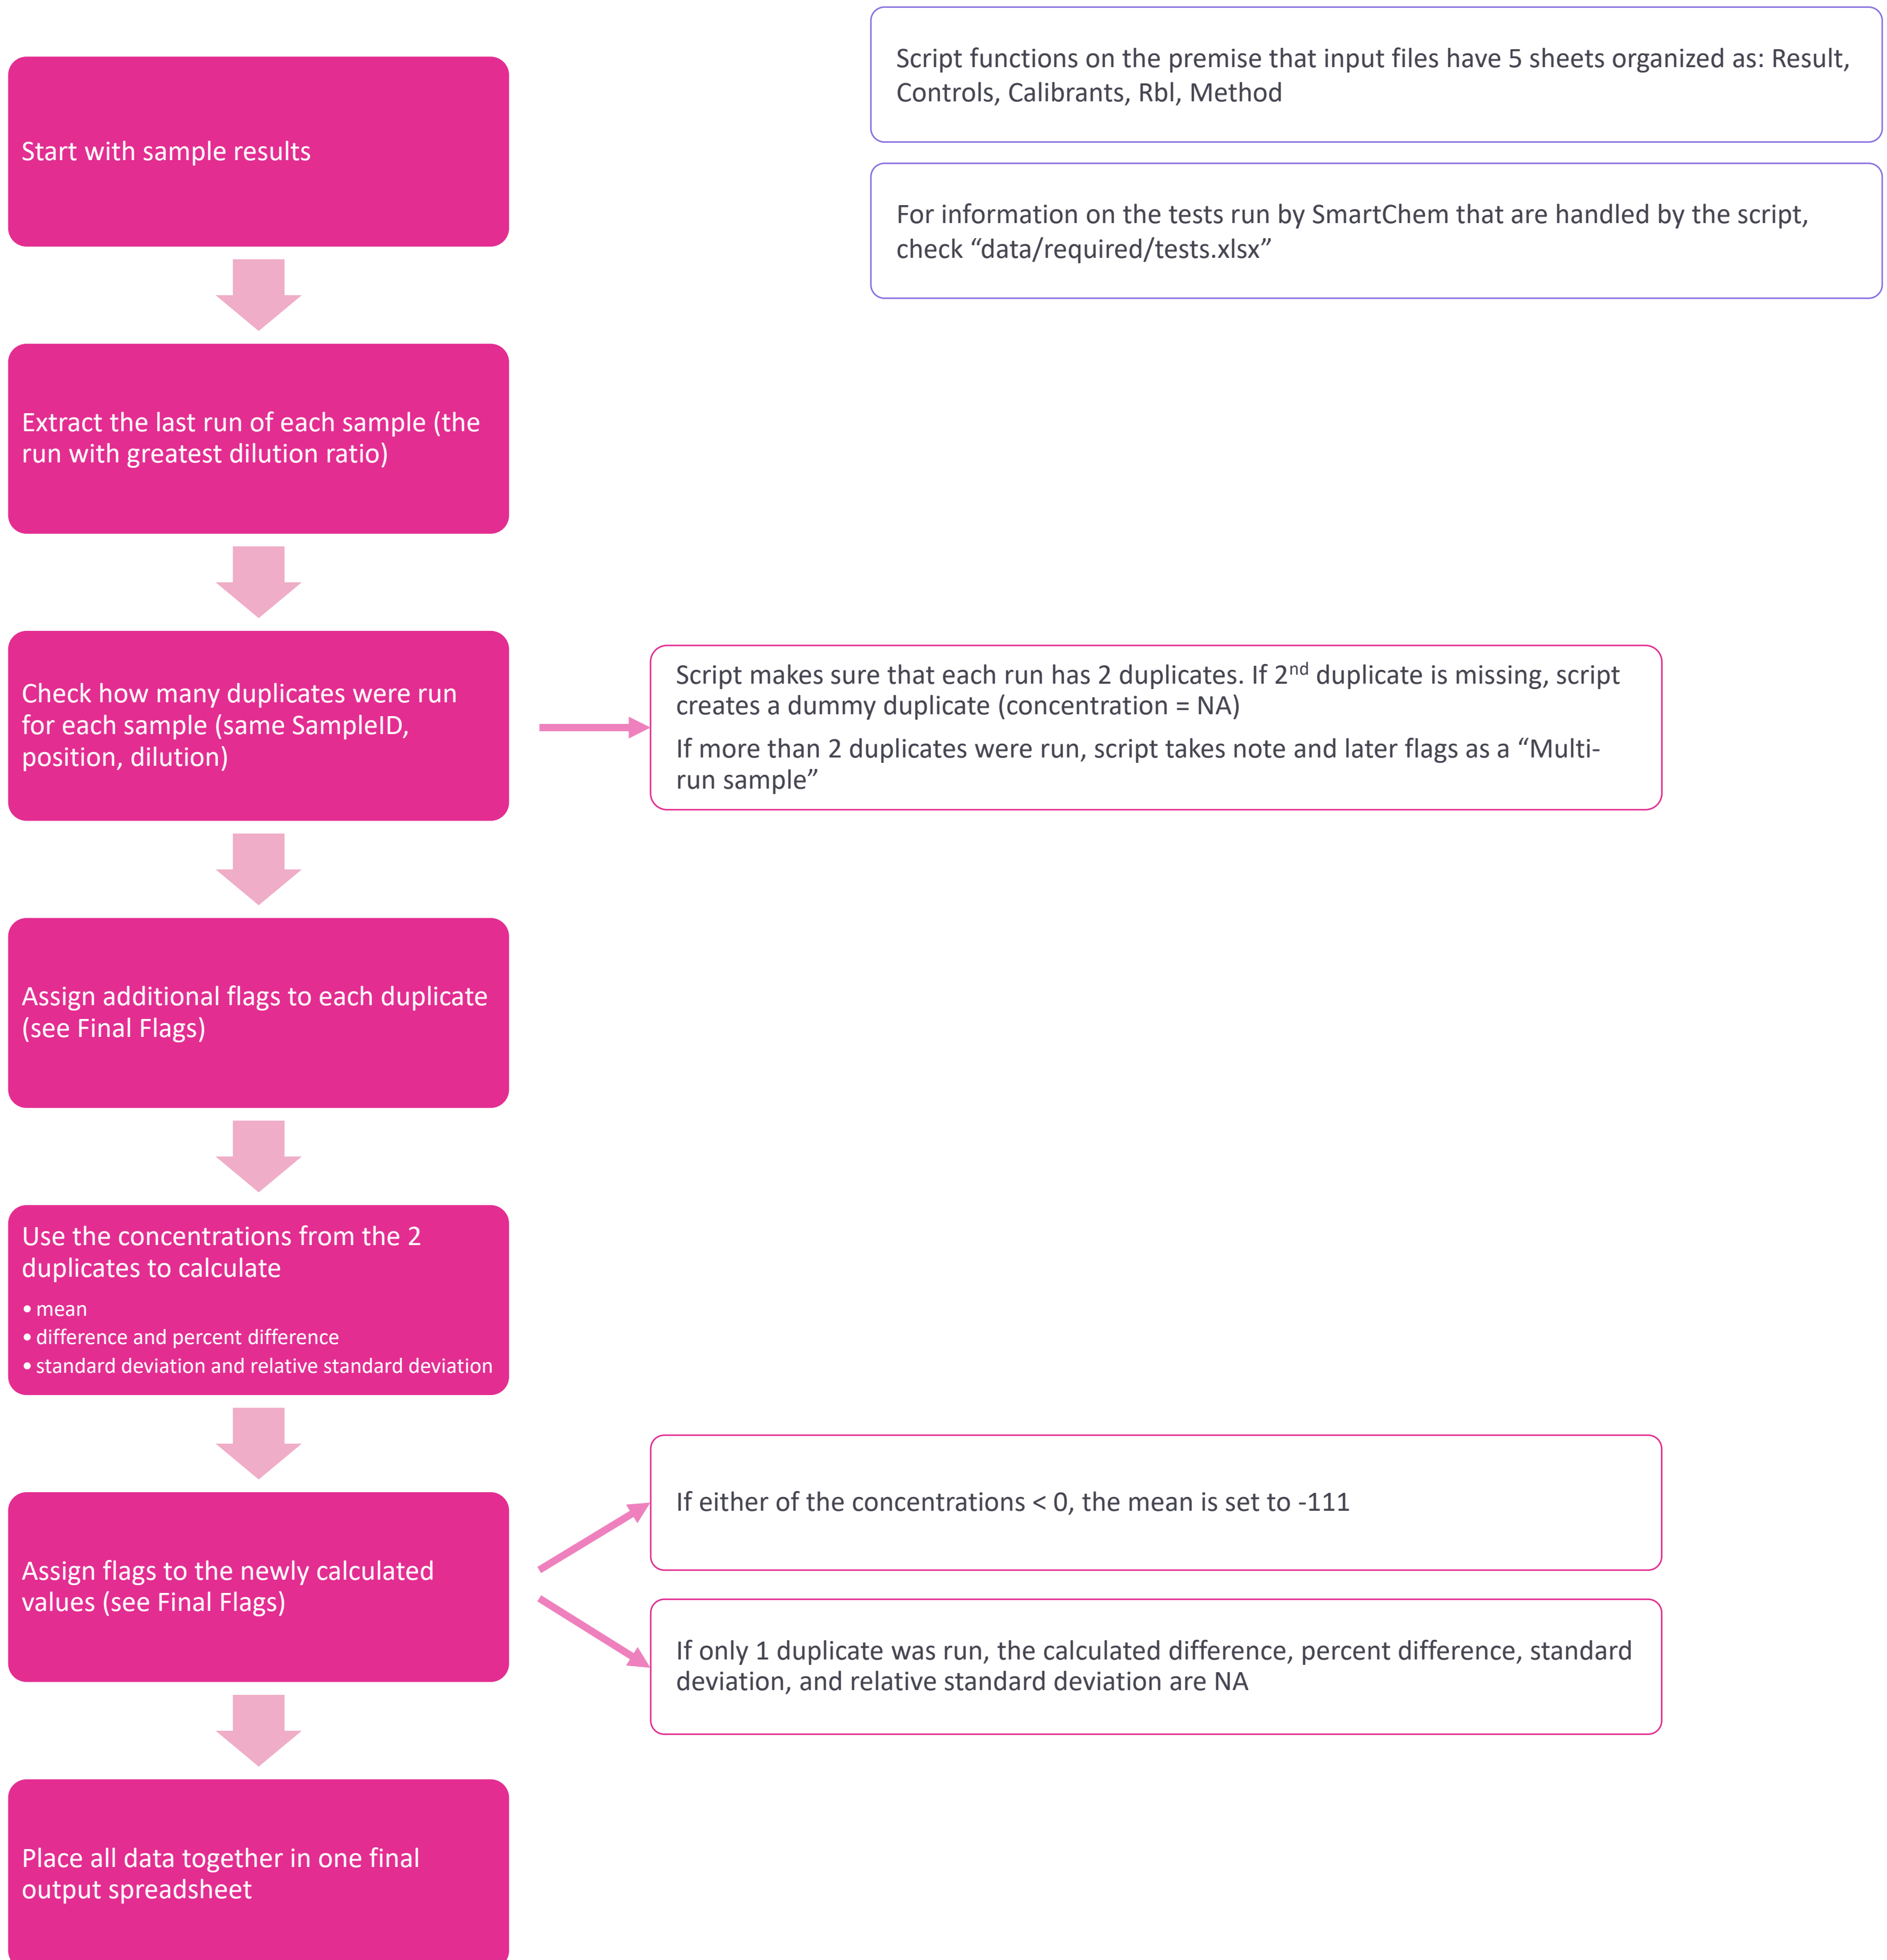 Script functions on the premise that input files have 5 sheets organized as: Result,
Controls, Calibrants, Rbl, Method
For information on the tests run by SmartChem that are handled by the script,
check “data/required/tests.xlsx”
Start with sample results
Extract the last run of each sample (the
run with greatest dilution ratio)
Check how many duplicates were run
for each sample (same SampleID,
position, dilution)
Script makes sure that each run has 2 duplicates. If 2nd duplicate is missing, script
creates a dummy duplicate (concentration = NA)
If more than 2 duplicates were run, script takes note and later flags as a “Multi-
run sample”
Assign additional flags to each duplicate
(see Final Flags)
Use the concentrations from the 2
duplicates to calculate
• mean
• difference and percent difference
• standard deviation and relative standard deviation
Assign flags to the newly calculated
values (see Final Flags)
If either of the concentrations < 0, the mean is set to -111
If only 1 duplicate was run, the calculated difference, percent difference, standard
deviation, and relative standard deviation are NA
Place all data together in one final
output spreadsheet